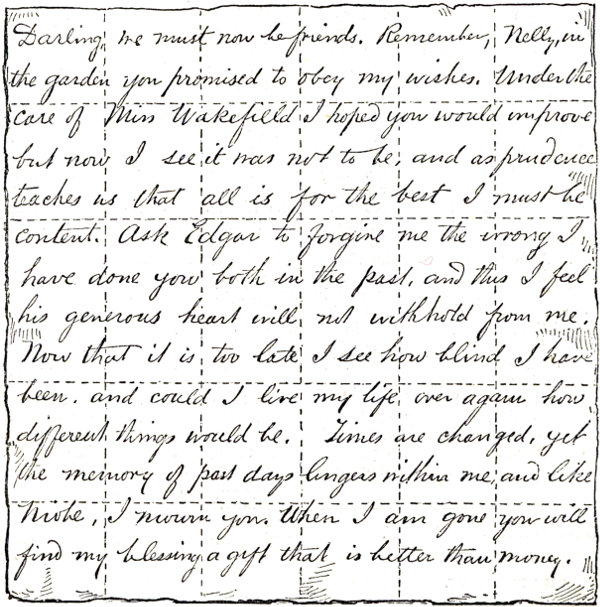 Darling, we must now be friends. Remember, Nelly, in
the garden you promised to obey my wishes. Under the
care of Miss Wakefield I hoped you would improve
but now I see it was not to be, and as prudence
teaches us that all is for the best I must be
content. Ask Edgar to forgive me the wrong I
have done you both in the past, and this I feel
his generous heart will not withhold from me.
Now that it is too late I see how blind I have
been, and could I live my life over again how
different things would be. Times are changed, yet
the memory of past days lingers within me, and like
Niobe, I mourn you. When I am gone you will
find my blessing a gift that is better than money.